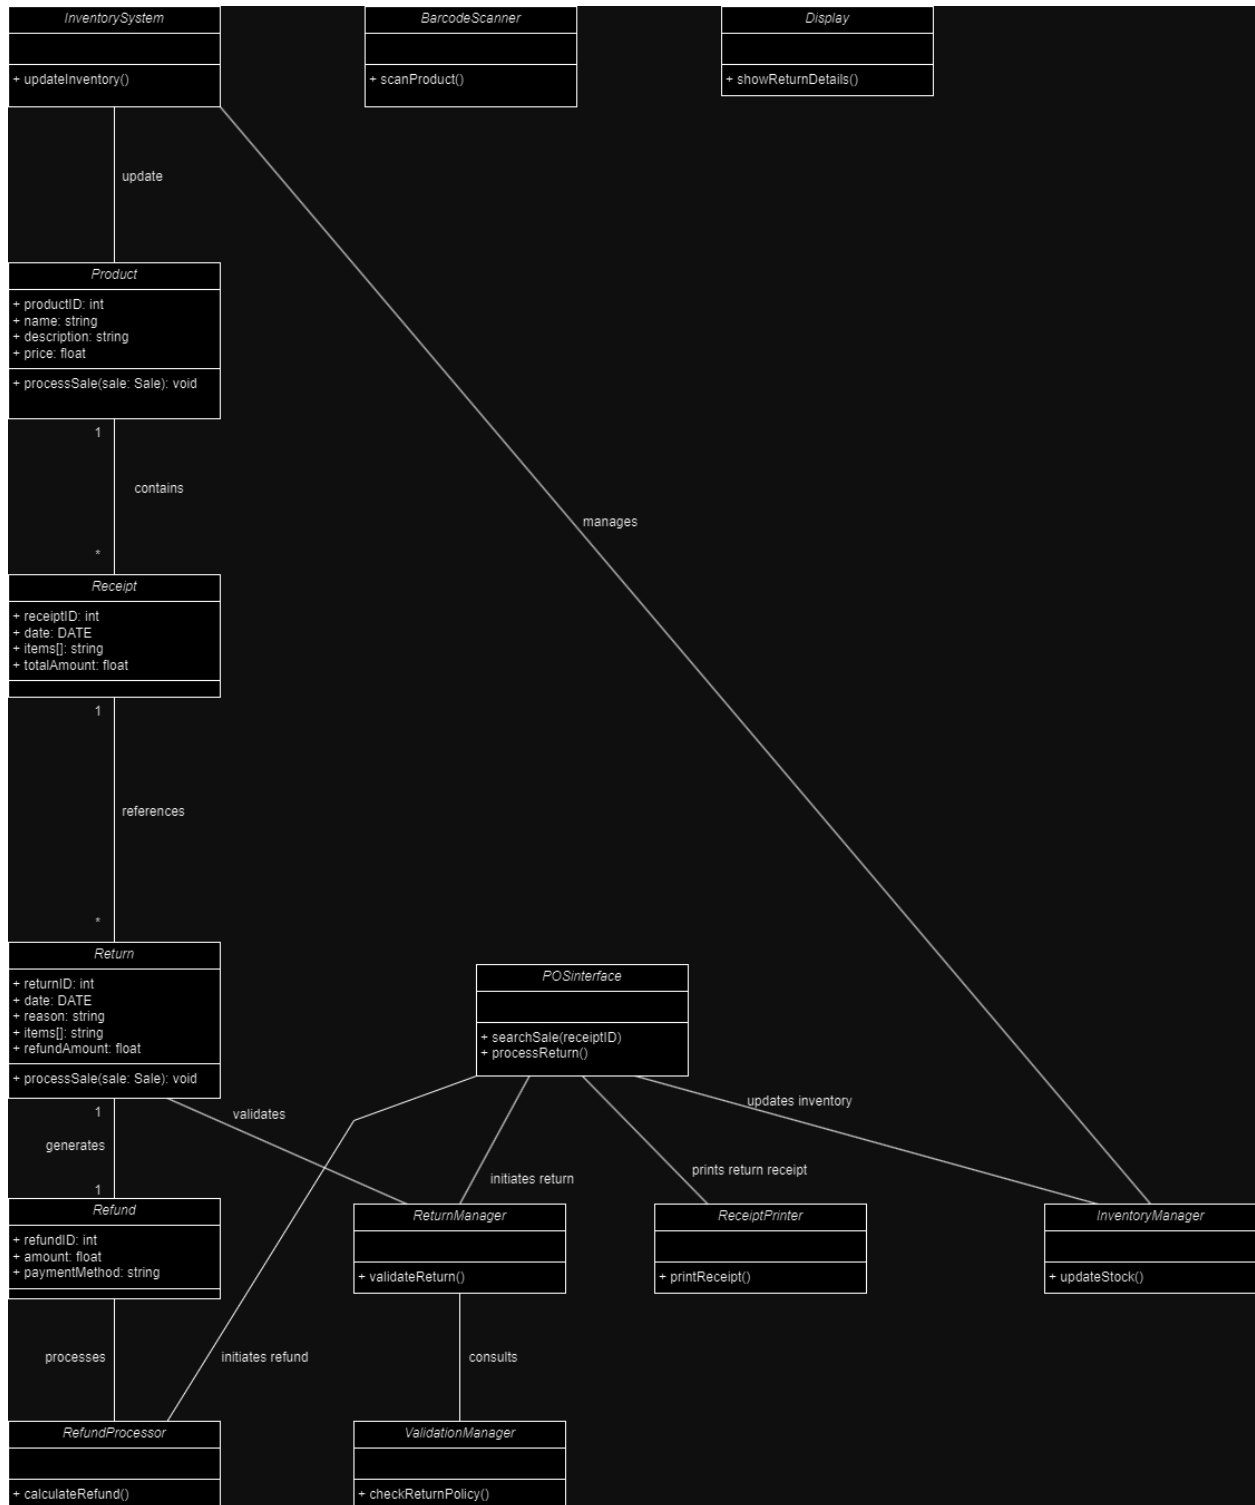 InventorySystem
+ updateInventory()
BarcodeScanner
+ scanProduct()
Display
+ showReturnDetails()
update
Product
+ productID: int
+ name: string
+ description: string
+ price: float
+ processSale(sale: Sale): void
1
contains
*
manages
Receipt
+ receiptID: int
+ date: DATE
+ items[]: string
+ totalAmount: float
1
references
*
Return
+ returnID: int
+ date: DATE
+ reason: string
+ items[]: string
+ refundAmount: float
+ processSale(sale: Sale): void
POSinterface
+ searchSale(receiptID)
+ processReturn()
1
generates
1
validates
updates inventory
initiates return
prints return receipt
Refund
+ refundID: int
+ amount: float
+ paymentMethod: string
ReturnManager
+ validateReturn()
ReceiptPrinter
+ printReceipt()
InventoryManager
+ updateStock()
processes
initiates refund
consults
RefundProcessor
+ calculateRefund()
ValidationManager
+ checkReturnPolicy()